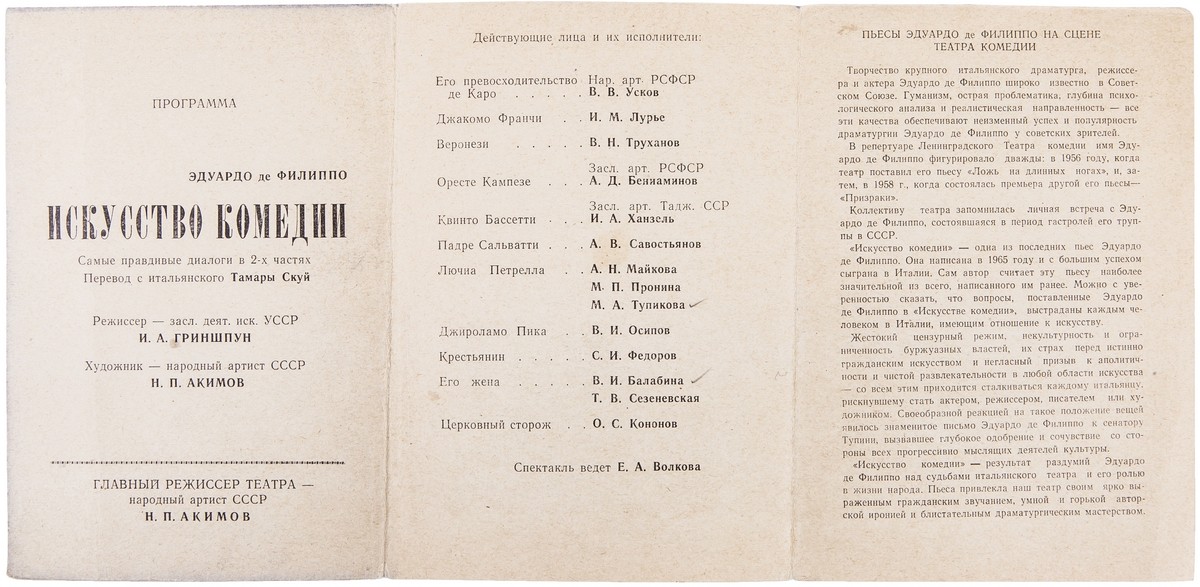 ПРОГРАММА
ЭДУАРДО де ФИЛИППО
ИСКУССТВО КОМЕДИИ
Самые правдивые диалоги в 2-х частях
Перевод с итальянского Тамары Скуй
Режиссер — засл. деят. иск. УССР
И. А. ГРИНШПУН
Художник — народный артист СССР
Н. П. АКИМОВ
ГЛАВНЫЙ РЕЖИССЕР ТЕАТРА —
народный артист СССР
Н. П. АКИМОВ
Действующие лица и их исполнители:
Его превосходительство Нар. арт. РСФСР
де Каро . . . . . В. В. Усков
Джакомо Франчи . . И. М. Лурье
Веронези . . . . . В. Н. Труханов
Засл. арт. РСФСР
Оресте Кампезе . . . А. Д. Бениаминов
Засл. арт. Тадж. ССР
Квинто Бассетти . . . И. А. Ханзель
Падре Сальватти . . . А. В. Савостьянов
Лючиа Петрелла . . А. Н. Майкова
М. П. Пронина
М. А. Тупикова
Джироламо Пика . . В. И. Осипов
Крестьянин . . . . . С. И. Федоров
Его жена . . . . . В. И. Балабина
Т. В. Сезеневская
Церковный сторож . . О. С. Кононов
Спектакль ведет Е. А. Волкова
ПЬЕСЫ ЭДУАРДО де ФИЛИППО НА СЦЕНЕ
ТЕАТРА КОМЕДИИ
Творчество крупного итальянского драматурга, режиссе-
ра и актера Эдуардо де Филиппо широко известно в Совет-
ском Союзе. Гуманизм, острая проблематика, глубина психо-
логического анализа и реалистическая направленность — все
эти качества обеспечивают неизменный успех и популярность
драматургии Эдуардо де Филиппо у советских зрителей.
В репертуаре Ленинградского Театра комедии имя Эду-
ардо де Филиппо фигурировало дважды: в 1956 году, когда
театр поставил его пьесу «Ложь на длинных ногах», и, за-
тем, в 1958 г., когда состоялась премьера другой его пьесы—
«Призраки».
Коллективу театра запомнилась личная встреча с Эду-
ардо де Филиппо, состоявшаяся в период гастролей его труп-
пы в СССР.
«Искусство комедии» — одна из последних пьес Эдуардо
де Филиппо. Она написана в 1965 году и с большим успехом
сыграна в Италии. Сам автор считает эту пьесу наиболее
значительной из всего, написанного им ранее. Можно с уве-
ренностью сказать, что вопросы, поставленные Эдуардо
де Филиппо в «Искусстве комедии», выстраданы каждым че-
ловеком в Италии, имеющим отношение к искусству.
Жестокий цензурный режим, некультурность и огра-
ниченность буржуазных властей, их страх перед истинно
гражданским искусством и негласный призыв к аполитич-
ности и чистой развлекательности в любой области искусства
— со всем этим приходится сталкиваться каждому итальянцу,
рискнувшему стать актером, режиссером, писателем или ху-
дожником. Своеобразной реакцией на такое положение вещей
явилось знаменитое письмо Эдуардо де Филиппо к сенатору
Тупини, вызвавшее глубокое одобрение и сочувствие со сто-
роны всех прогрессивно мыслящих деятелей культуры.
«Искусство комедии» — результат раздумий Эдуардо
де Филиппо над судьбами итальянского театра и его ролью
в жизни народа. Пьеса привлекла наш театр своим ярко вы-
раженным гражданским звучанием, умной и горькой автор-
ской иронией и блистательным драматургическим мастерством.